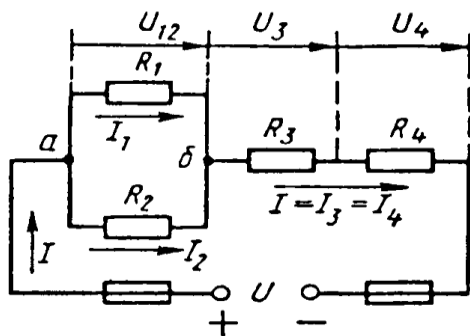 U12 U3 U4
R1
а I1 б R3 R4
R2 I = I3 = I4
I I2
U
+ −